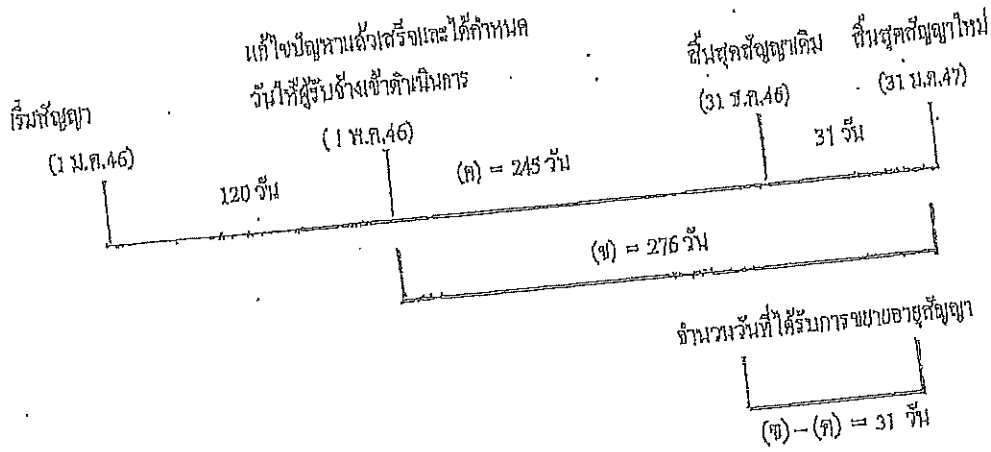 แก้ไขปัญหาแล้วเสร็จและได้กำหนด
วันให้ผู้รับจ้างเข้าดำเนินการ
(1 พ.ค.46)
เริ่มสัญญา
(1 ม.ค.46)
สิ้นสุดสัญญาเดิม
(31 ธ.ค.46)
สิ้นสุดสัญญาใหม่
(31 ม.ค.47)
120 วัน
(ค) = 245 วัน
31 วัน
(ข) = 276 วัน
จำนวนวันที่ได้รับการขยายอายุสัญญา
(ข) – (ค) = 31 วัน